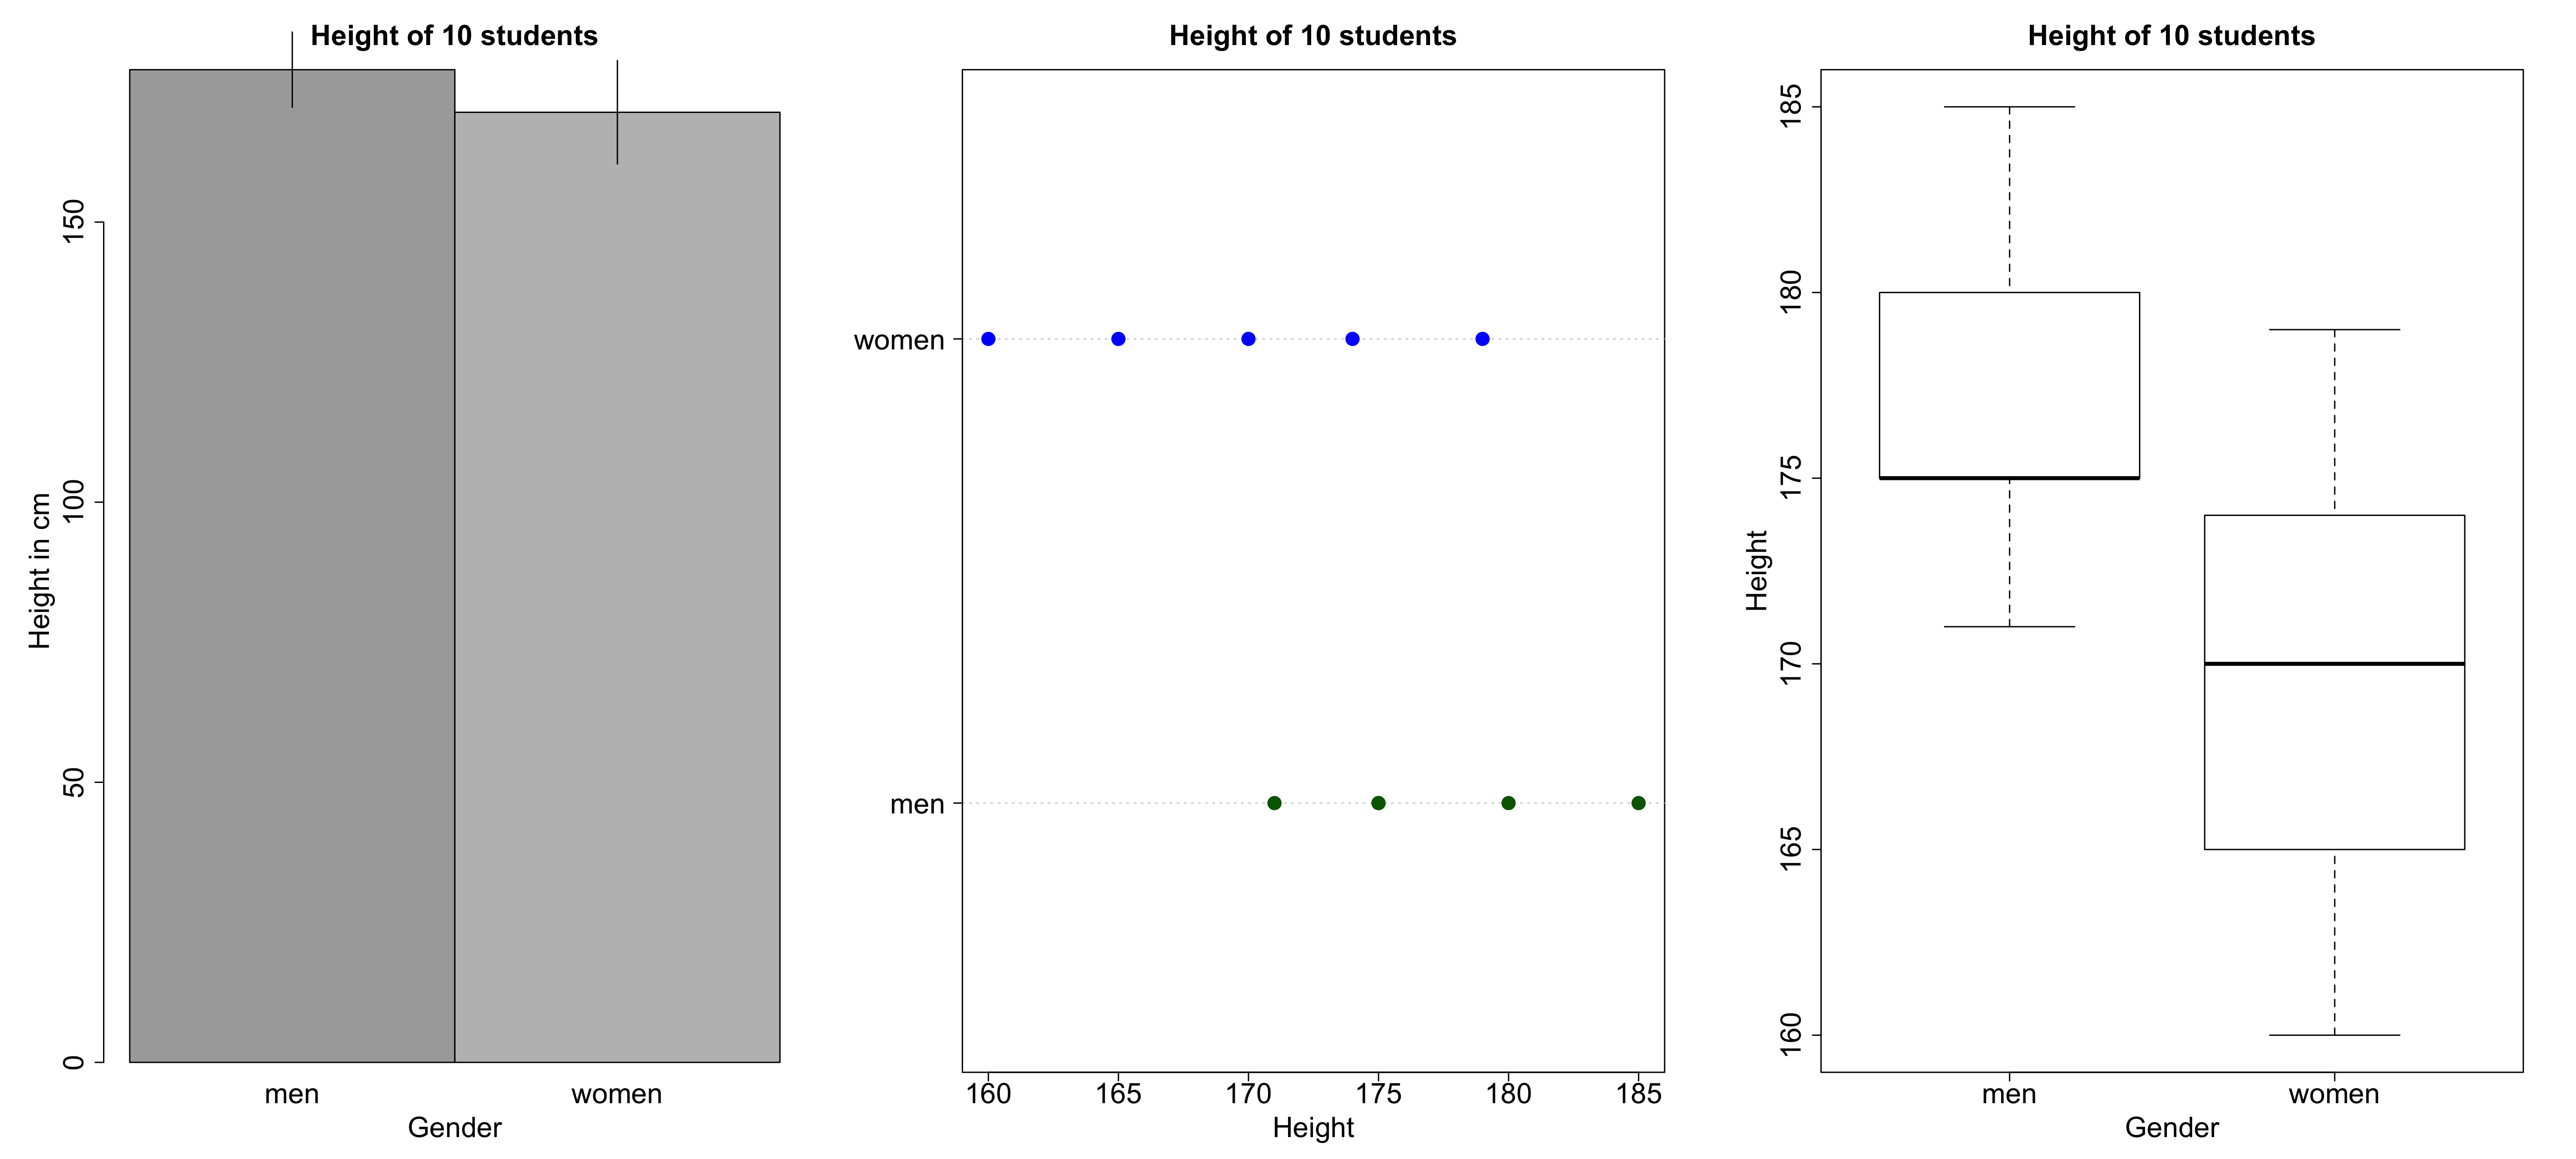 Height of 10 students
Height in cm
150
100
50
0
men women
Gender
Height of 10 students
women
men
160 165 170 175 180 185
Height
Height of 10 students
Height
185
180
175
170
165
160
men women
Gender